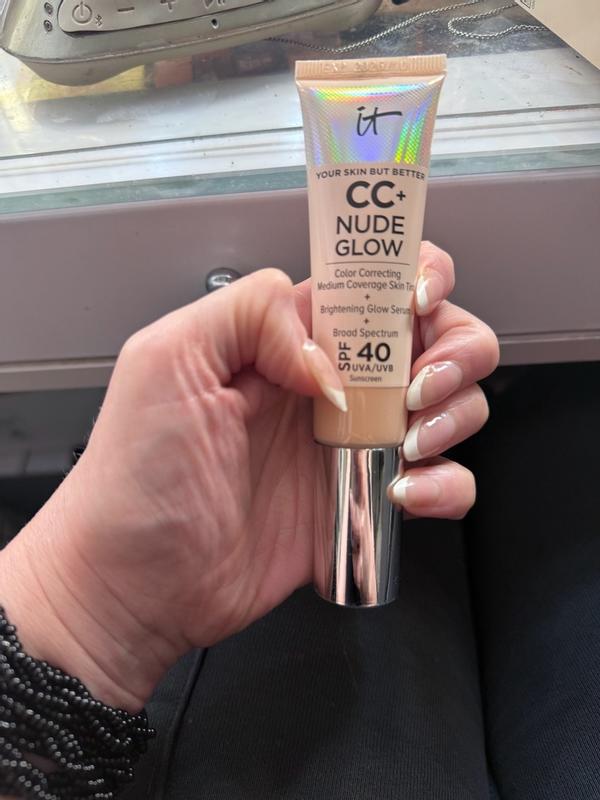 it
YOUR SKIN BUT BETTER
CC+
NUDE
GLOW
Color Correcting
Medium Coverage Skin Tint
+
Brightening Glow Serum
+
Broad Spectrum
SPF 40
UVA/UVB
Sunscreen